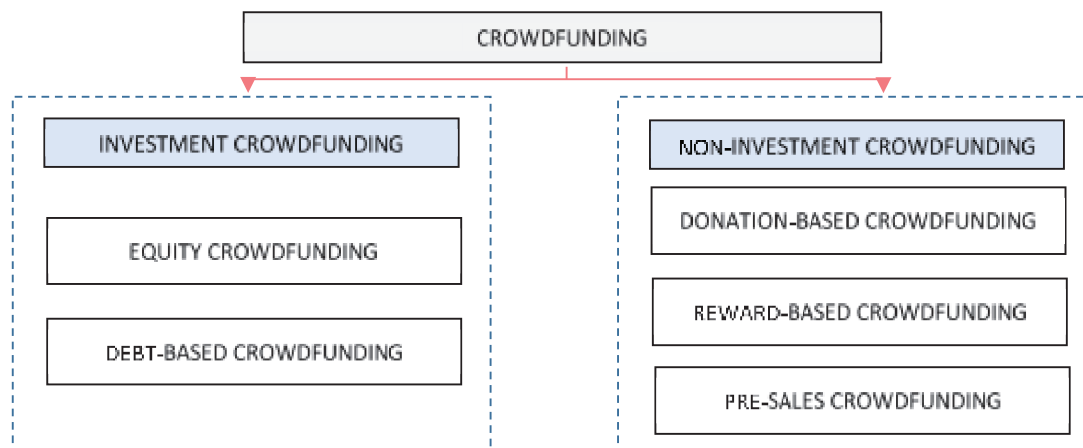 CROWDFUNDING
INVESTMENT CROWDFUNDING
EQUITY CROWDFUNDING
DEBT-BASED CROWDFUNDING
NON-INVESTMENT CROWDFUNDING
DONATION-BASED CROWDFUNDING
REWARD-BASED CROWDFUNDING
PRE-SALES CROWDFUNDING